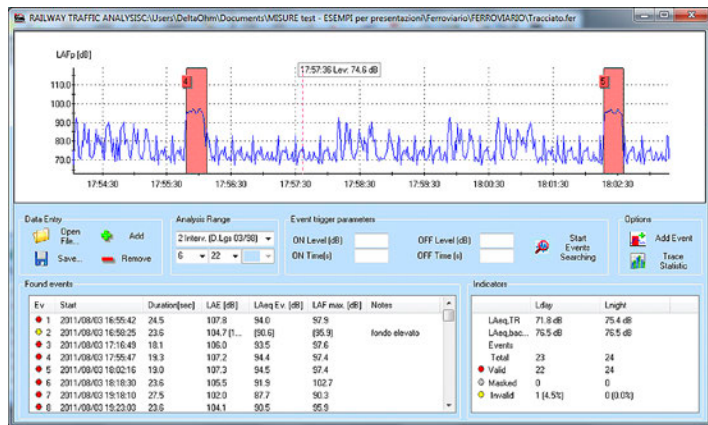 RAILWAY TRAFFIC ANALYSISC:\Users\DeltaOhm\Documents\MISURE test - ESEMPI per presentazioni\Ferroviario\FERROVIARIO\Tracciato.fer
LAFp [dB]
17:57:36 Lev: 74.6 dB
4
5
110.0
100.0
90.0
80.0
70.0
17:54:30 17:55:30 17:56:30 17:57:30 17:58:30 17:59:30 18:00:30 18:01:30 18:02:30
Data Entry
Open File...
Add
Save...
Remove
Analysis Range
2 Interv. (D.Lgs 03/98)
6 22
Event trigger parameters
ON Level (dB)
OFF Level (dB)
ON Time(s)
OFF Time (s)
Start Events Searching
Options
Add Event
Trace Statistic
Found events
Ev Start Duration[sec] LAE [dB] LAeq Ev. [dB] LAF max. [dB] Notes
1 2011/08/03 16:55:42 24.5 107.8 94.0 97.9
2 2011/08/03 16:58:25 23.6 104.7 (1... (90.6) (95.9) fondo elevato
3 2011/08/03 17:16:49 18.1 106.0 93.5 97.6
4 2011/08/03 17:55:47 19.3 107.2 94.4 97.4
5 2011/08/03 18:02:16 19.0 107.3 94.5 97.4
6 2011/08/03 18:18:30 23.6 105.5 91.9 102.7
7 2011/08/03 19:18:10 27.5 102.0 87.7 90.3
8 2011/08/03 19:23:03 23.6 104.1 90.5 95.9
Indicators
Lday Lnight
LAeq,TR 71.8 dB 75.4 dB
LAeq,bac... 76.5 dB 76.5 dB
Events
Total 23 24
Valid 22 24
Masked 0 0
Invalid 1 (4.5%) 0 (0.0%)